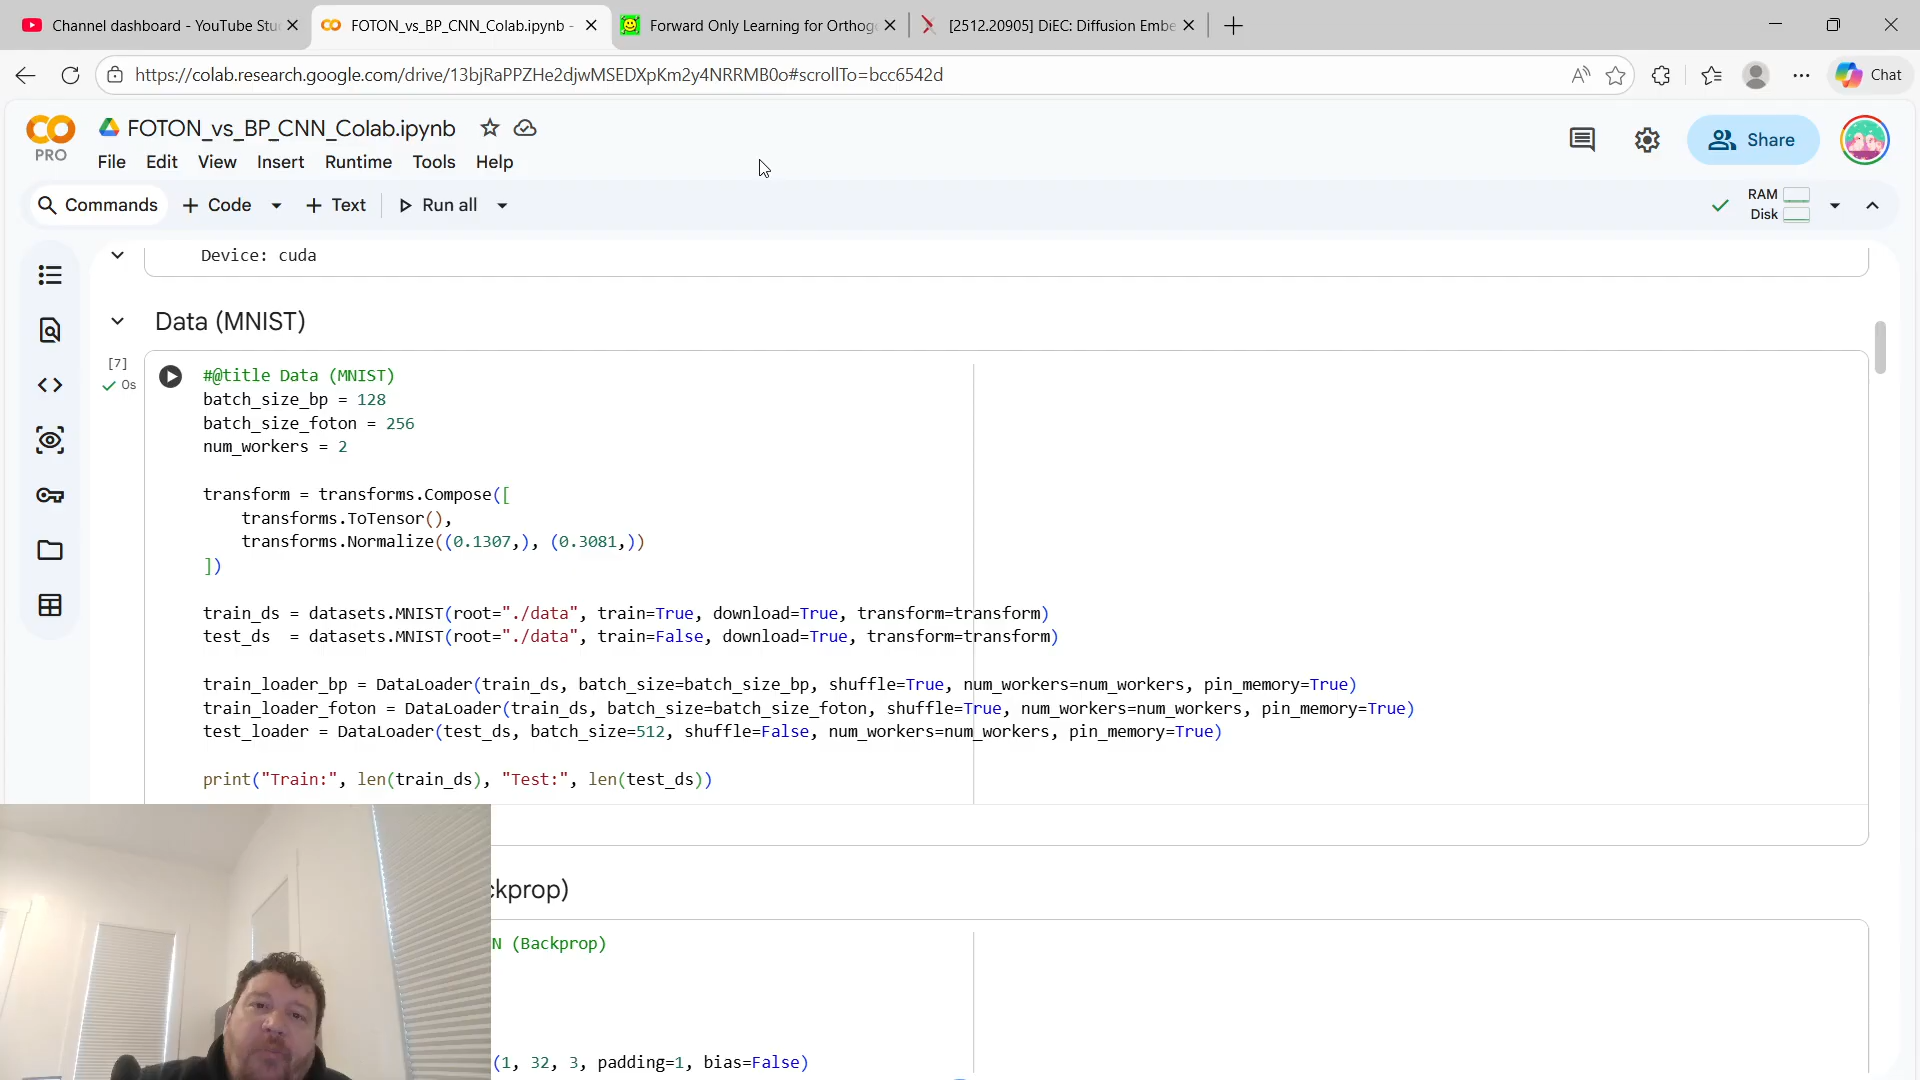 Channel dashboard - YouTube Stu
FOTON_vs_BP_CNN_Colab.ipynb -
Forward Only Learning for Orthogo
[2512.20905] DiEC: Diffusion Embe
https://colab.research.google.com/drive/13bjRaPPZHe2djwMSEDXpKm2y4NRRMB0o#scrollTo=bcc6542d
Chat
PRO
FOTON_vs_BP_CNN_Colab.ipynb
File Edit View Insert Runtime Tools Help
Share
Commands + Code + Text Run all
RAM
Disk
Device: cuda
Data (MNIST)
[7]
0s
#@title Data (MNIST)
batch_size_bp = 128
batch_size_foton = 256
num_workers = 2
transform = transforms.Compose([
transforms.ToTensor(),
transforms.Normalize((0.1307,), (0.3081,))
])
train_ds = datasets.MNIST(root="./data", train=True, download=True, transform=transform)
test_ds  = datasets.MNIST(root="./data", train=False, download=True, transform=transform)
train_loader_bp = DataLoader(train_ds, batch_size=batch_size_bp, shuffle=True, num_workers=num_workers, pin_memory=True)
train_loader_foton = DataLoader(train_ds, batch_size=batch_size_foton, shuffle=True, num_workers=num_workers, pin_memory=True)
test_loader = DataLoader(test_ds, batch_size=512, shuffle=False, num_workers=num_workers, pin_memory=True)
print("Train:", len(train_ds), "Test:", len(test_ds))
ckprop)
N (Backprop)
(1, 32, 3, padding=1, bias=False)